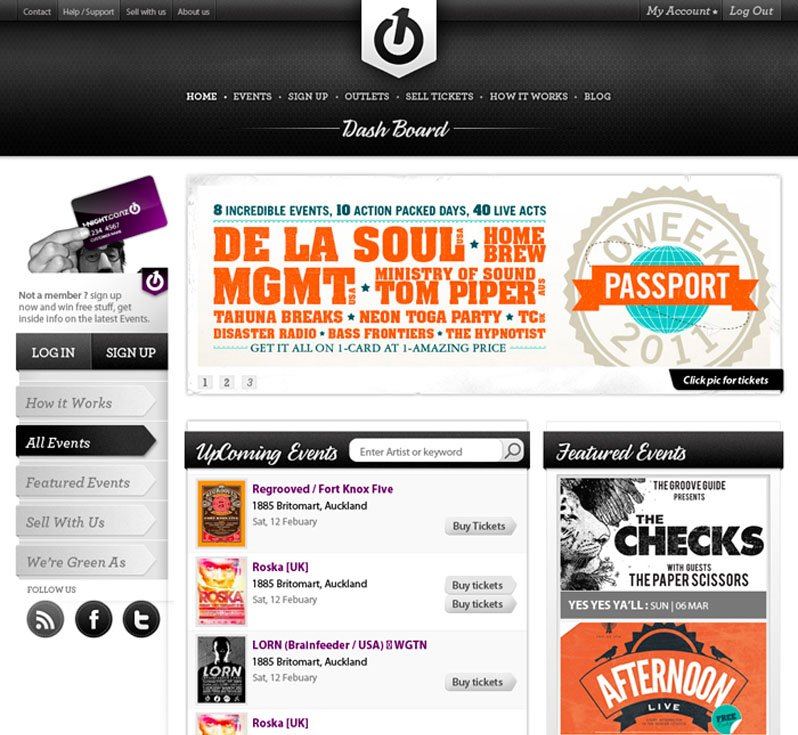 Contact Help / Support Sell with us About us
My Account ★ Log Out
HOME • EVENTS • SIGN UP • OUTLETS • SELL TICKETS • HOW IT WORKS • BLOG
Dash Board
1234 4567
CUSTOMER NAME
Not a member ? sign up
now and win free stuff, get
inside info on the latest Events.
LOG IN SIGN UP
How it Works
All Events
Featured Events
Sell With Us
We're Green As
FOLLOW US
8 INCREDIBLE EVENTS, 10 ACTION PACKED DAYS, 40 LIVE ACTS
DE LA SOUL USA ★ HOME BREW
MGMT USA ★ MINISTRY OF SOUND
TOM PIPER AUS
TAHUNA BREAKS ★ NEON TOGA PARTY ★ TC UK
DISASTER RADIO ★ BASS FRONTIERS ★ THE HYPNOTIST
GET IT ALL ON 1-CARD AT 1-AMAZING PRICE
OWEEK
PASSPORT
2011
1 2 3
Click pic for tickets
UpComing Events
Enter Artist or keyword
Regrooved / Fort Knox FIve
1885 Britomart, Auckland
Sat, 12 Febuary
Buy Tickets
Roska [UK]
1885 Britomart, Auckland
Sat, 12 Febuary
Buy tickets
Buy tickets
ROSKA
LORN (Brainfeeder / USA) WGTN
1885 Britomart, Auckland
Sat, 12 Febuary
Buy tickets
LORN
Roska [UK]
Featured Events
THE GROOVE GUIDE
PRESENTS
THE
CHECKS
WITH GUESTS
THE PAPER SCISSORS
YES YES YA'LL : SUN | 06 MAR
AFTERNOON
LIVE
FREE